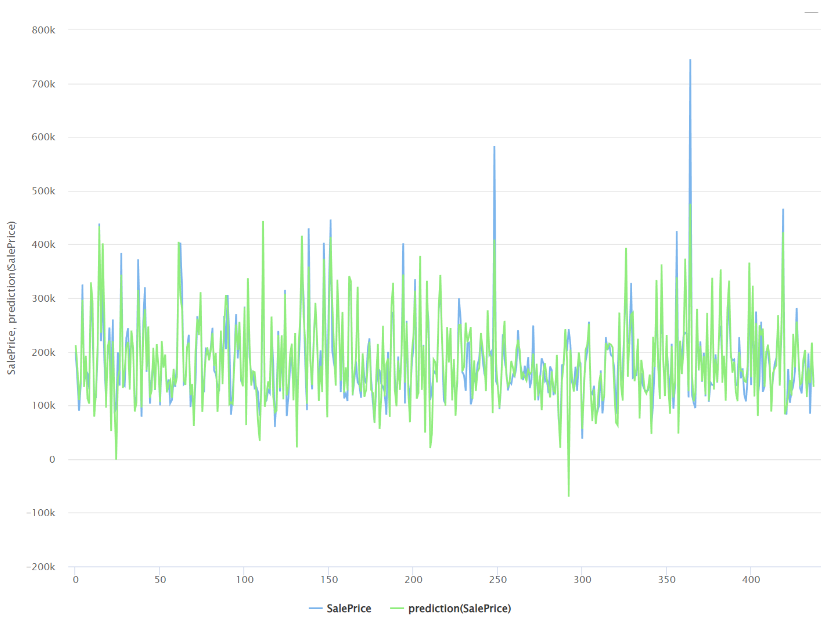 800k
700k
600k
500k
400k
300k
200k
100k
0
-100k
-200k
SalePrice, prediction(SalePrice)
0 50 100 150 200 250 300 350 400
SalePrice prediction(SalePrice)